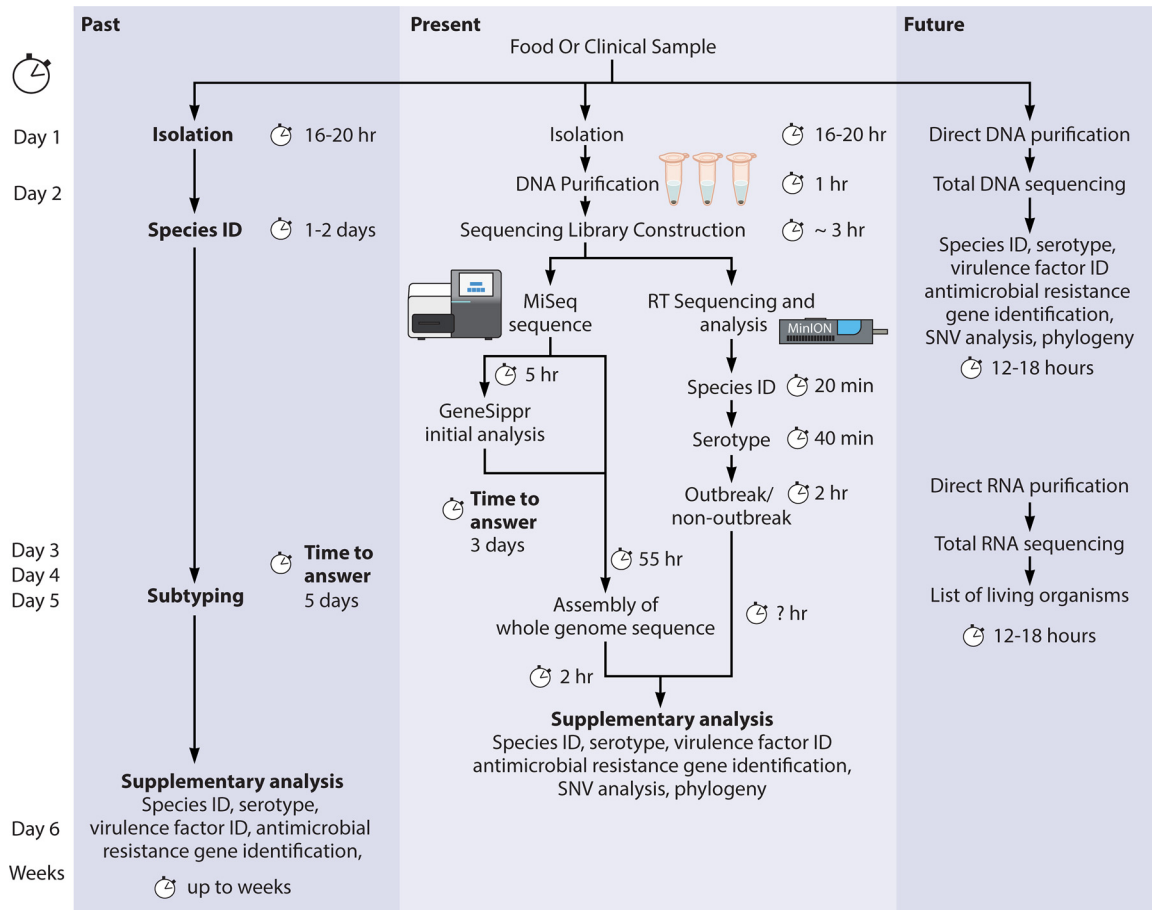 Past
Present
Future
Food Or Clinical Sample
Day 1
Day 2
Day 3
Day 4
Day 5
Day 6
Weeks
Isolation
16-20 hr
Species ID
1-2 days
Time to
answer
5 days
Subtyping
Supplementary analysis
Species ID, serotype,
virulence factor ID, antimicrobial
resistance gene identification,
up to weeks
Isolation
16-20 hr
DNA Purification
1 hr
Sequencing Library Construction
~ 3 hr
MiSeq
sequence
5 hr
GeneSippr
initial analysis
Time to
answer
3 days
55 hr
Assembly of
whole genome sequence
2 hr
RT Sequencing and
analysis
MinION
Species ID
20 min
Serotype
40 min
Outbreak/
non-outbreak
2 hr
? hr
Supplementary analysis
Species ID, serotype, virulence factor ID
antimicrobial resistance gene identification,
SNV analysis, phylogeny
Direct DNA purification
Total DNA sequencing
Species ID, serotype,
virulence factor ID
antimicrobial resistance
gene identification,
SNV analysis, phylogeny
12-18 hours
Direct RNA purification
Total RNA sequencing
List of living organisms
12-18 hours